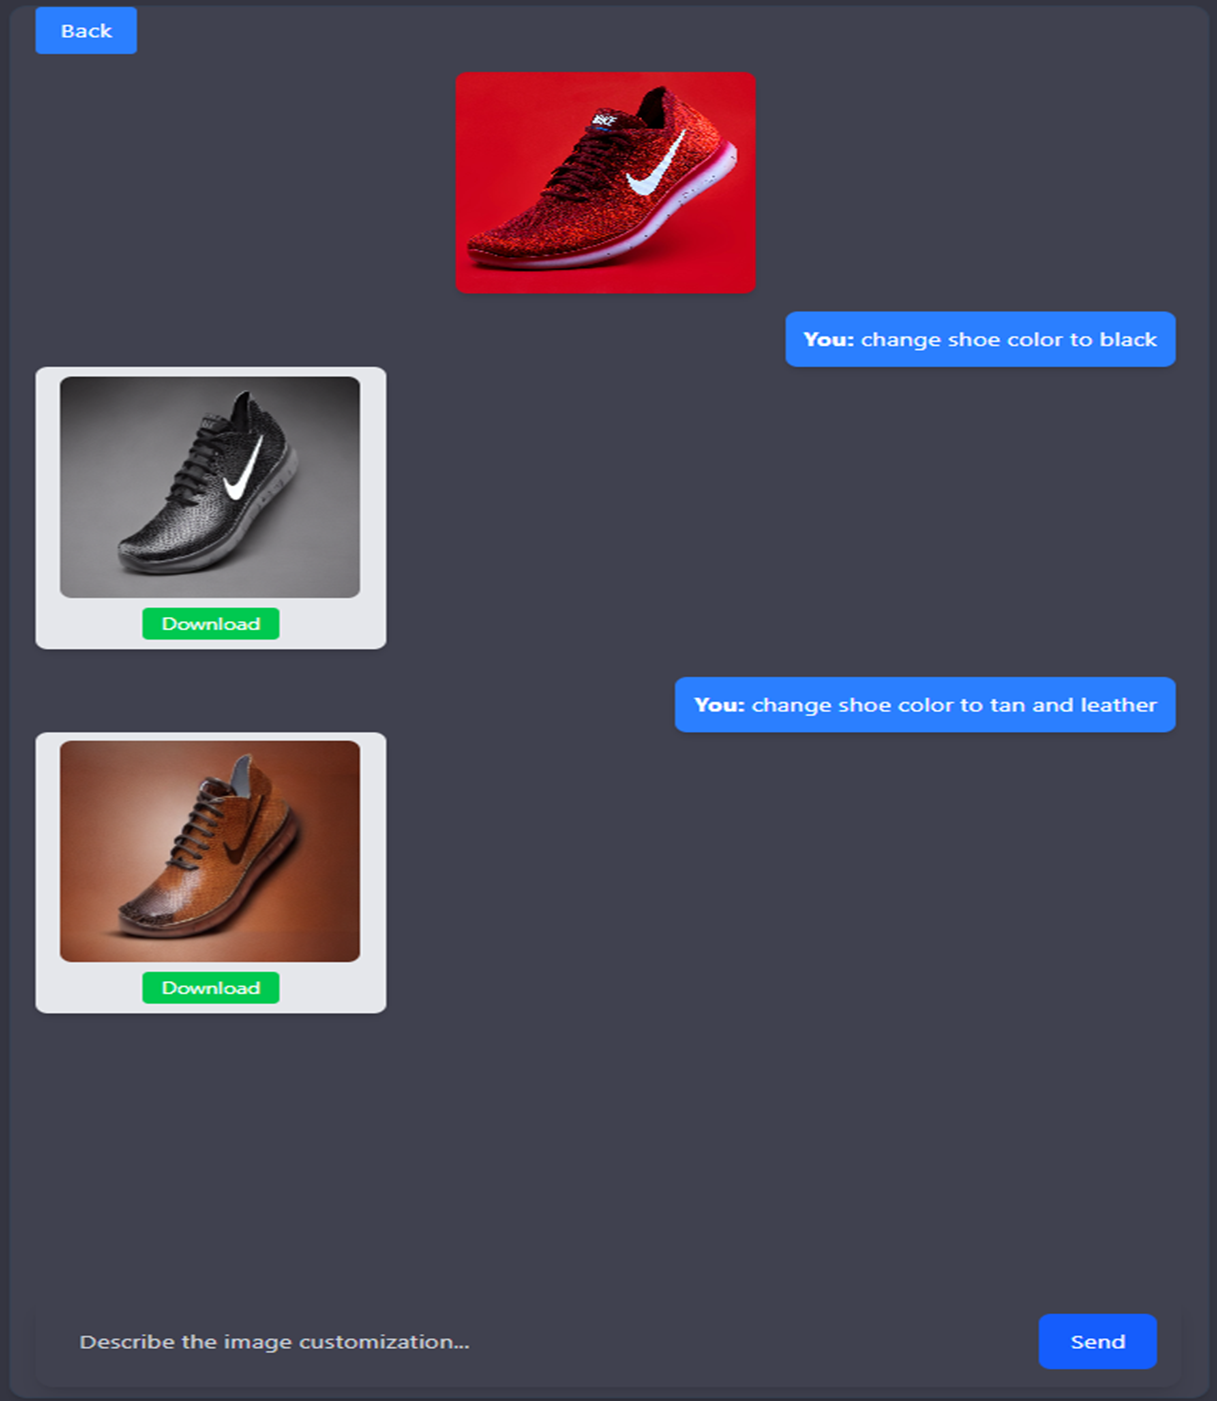 Back
NIKE
You: change shoe color to black
Download
You: change shoe color to tan and leather
Download
Describe the image customization...
Send